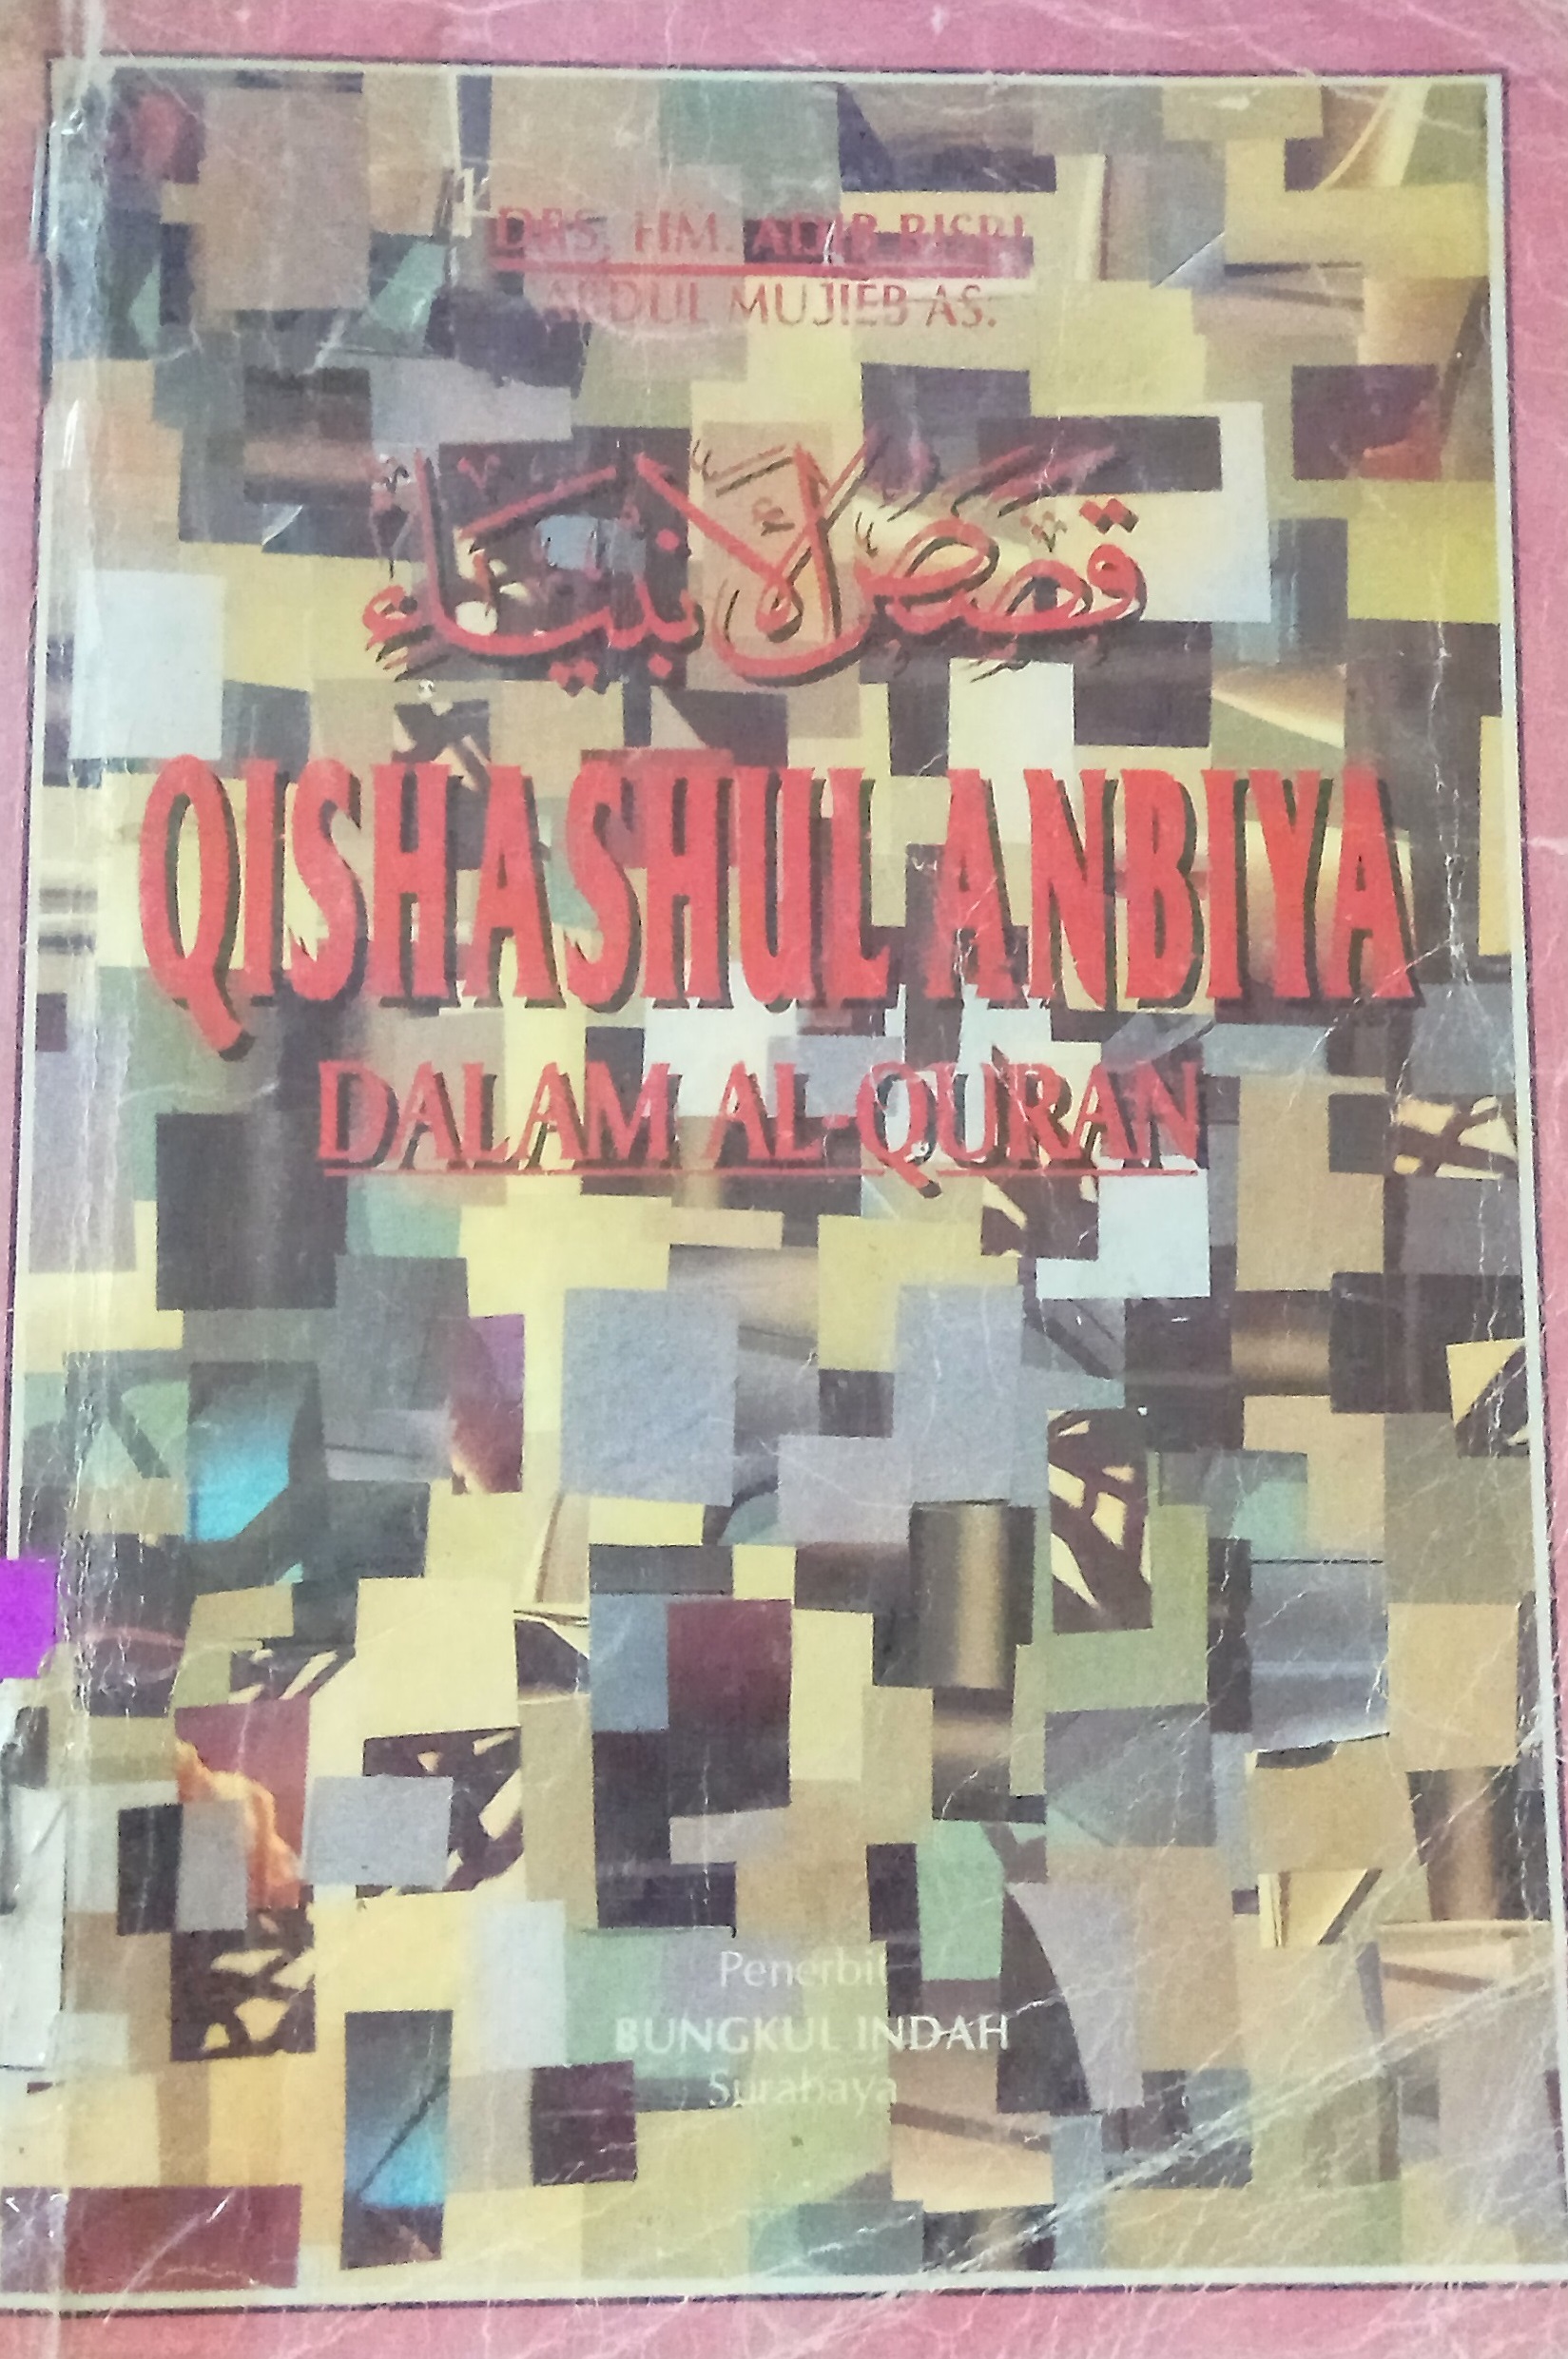 DRS. HM. ADIB BISRI
ABDUL MUJIEB AS.
قصص الأنبياء
QISHASHUL ANBIYA
DALAM AL-QURAN
Penerbit
BUNGKUL INDAH
Surabaya